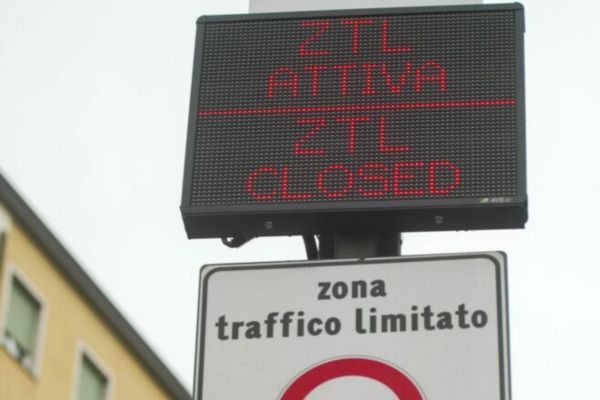 ZTL
ATTIVA
ZTL
CLOSED
zona
traffico limitato